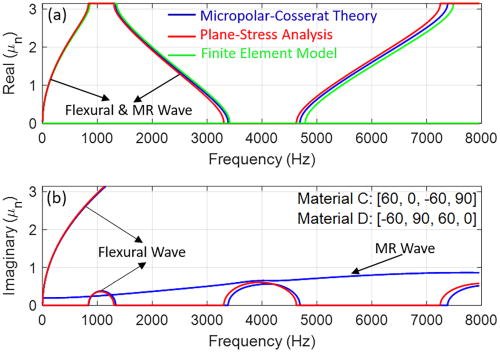 (a)
Micropolar-Cosserat Theory
Plane-Stress Analysis
Finite Element Model
Flexural & MR Wave
Real (μn)
3
2
1
0
0 1000 2000 3000 4000 5000 6000 7000 8000
Frequency (Hz)
(b)
Material C: [60, 0, -60, 90]
Material D: [-60, 90, 60, 0]
Flexural Wave
MR Wave
Imaginary (μn)
3
2
1
0
0 1000 2000 3000 4000 5000 6000 7000 8000
Frequency (Hz)